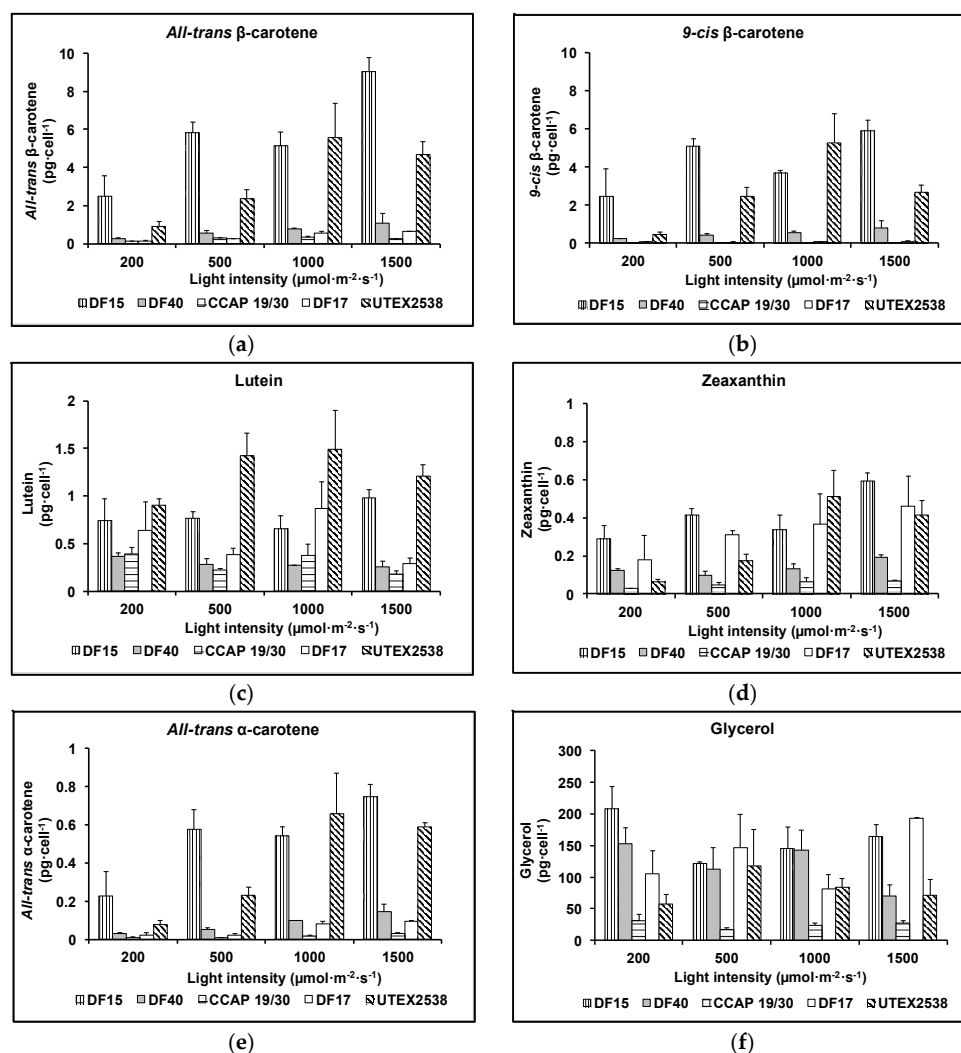 All-trans β-carotene
All-trans β-carotene
(pg·cell-1)
10
8
6
4
2
0
200 500 1000 1500
Light intensity (µmol·m-2·s-1)
DF15 DF40 CCAP 19/30 DF17 UTEX2538
(a)
9-cis β-carotene
9-cis β-carotene
(pg·cell-1)
10
8
6
4
2
0
200 500 1000 1500
Light intensity (µmol·m-2·s-1)
DF15 DF40 CCAP 19/30 DF17 UTEX2538
(b)
Lutein
Lutein
(pg·cell-1)
2
1.5
1
0.5
0
200 500 1000 1500
Light intensity (µmol·m-2·s-1)
DF15 DF40 CCAP 19/30 DF17 UTEX2538
(c)
Zeaxanthin
Zeaxanthin
(pg·cell-1)
1
0.8
0.6
0.4
0.2
0
200 500 1000 1500
Light intensity (µmol·m-2·s-1)
DF15 DF40 CCAP 19/30 DF17 UTEX2538
(d)
All-trans α-carotene
All-trans α-carotene
(pg·cell-1)
1
0.8
0.6
0.4
0.2
0
200 500 1000 1500
Light intensity (µmol·m-2·s-1)
DF15 DF40 CCAP 19/30 DF17 UTEX2538
(e)
Glycerol
Glycerol
(pg·cell-1)
300
250
200
150
100
50
0
200 500 1000 1500
Light intensity (µmol·m-2·s-1)
DF15 DF40 CCAP 19/30 DF17 UTEX2538
(f)